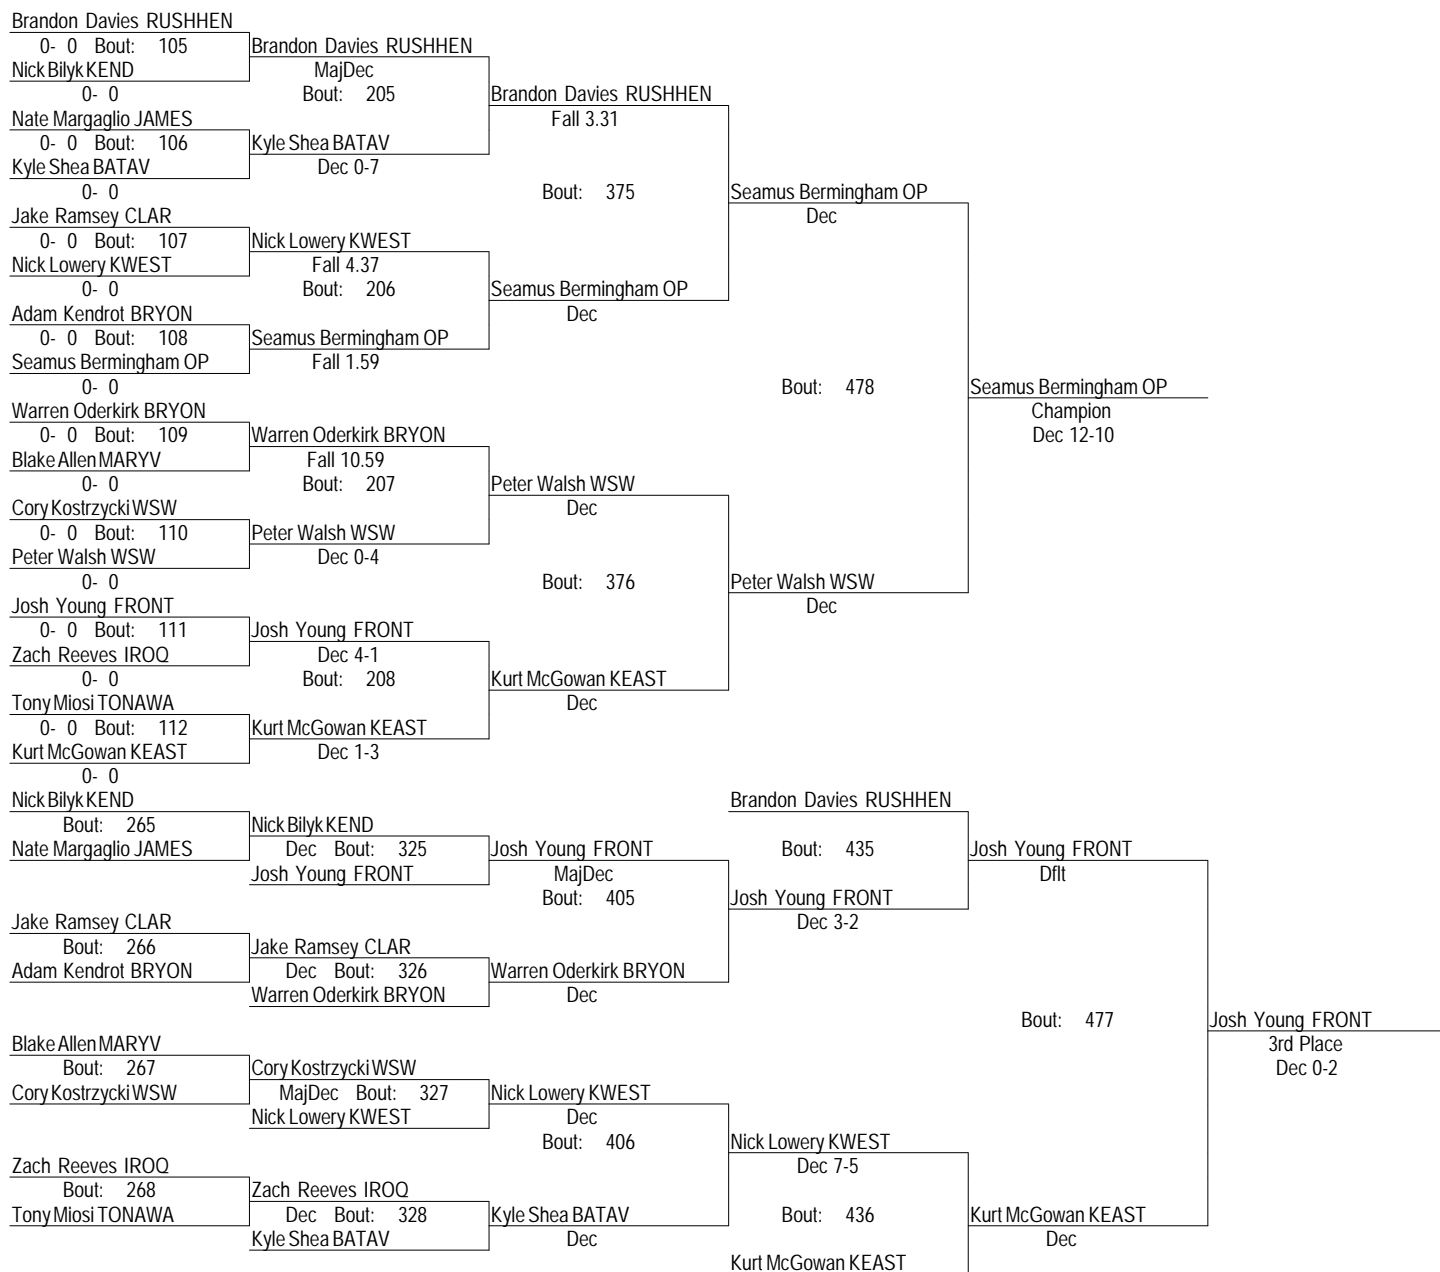 Brandon Davies RUSHHEN
0- 0 Bout: 105 Brandon Davies RUSHHEN
Nick Bilyk KEND MajDec
0- 0 Bout: 205 Brandon Davies RUSHHEN
Nate Margaglio JAMES Fall 3.31
0- 0 Bout: 106 Kyle Shea BATAV
Kyle Shea BATAV Dec 0-7
0- 0 Bout: 375 Seamus Bermingham OP
Jake Ramsey CLAR Dec
0- 0 Bout: 107 Nick Lowery KWEST
Nick Lowery KWEST Fall 4.37
0- 0 Bout: 206 Seamus Bermingham OP
Adam Kendrot BRYON Dec
0- 0 Bout: 108 Seamus Bermingham OP
Seamus Bermingham OP Fall 1.59
0- 0 Bout: 478 Seamus Bermingham OP
Warren Oderkirk BRYON Champion
0- 0 Bout: 109 Warren Oderkirk BRYON Dec 12-10
Blake Allen MARYV Fall 10.59
0- 0 Bout: 207 Peter Walsh WSW
Cory Kostrzycki WSW Dec
0- 0 Bout: 110 Peter Walsh WSW
Peter Walsh WSW Dec 0-4
0- 0 Bout: 376 Peter Walsh WSW
Josh Young FRONT Dec
0- 0 Bout: 111 Josh Young FRONT
Zach Reeves IROQ Dec 4-1
0- 0 Bout: 208 Kurt McGowan KEAST
Tony Miosi TONAWA Dec
0- 0 Bout: 112 Kurt McGowan KEAST
Kurt McGowan KEAST Dec 1-3
0- 0
Nick Bilyk KEND Brandon Davies RUSHHEN
Bout: 265 Nick Bilyk KEND
Nate Margaglio JAMES Dec Bout: 325 Josh Young FRONT Bout: 435 Josh Young FRONT
Josh Young FRONT MajDec Dflt
Bout: 405 Josh Young FRONT
Jake Ramsey CLAR Dec 3-2
Bout: 266 Jake Ramsey CLAR
Adam Kendrot BRYON Dec Bout: 326 Warren Oderkirk BRYON
Warren Oderkirk BRYON Dec
Bout: 477 Josh Young FRONT
Blake Allen MARYV 3rd Place
Bout: 267 Cory Kostrzycki WSW Dec 0-2
Cory Kostrzycki WSW MajDec Bout: 327 Nick Lowery KWEST
Nick Lowery KWEST Dec
Bout: 406 Nick Lowery KWEST
Zach Reeves IROQ Dec 7-5
Bout: 268 Zach Reeves IROQ
Tony Miosi TONAWA Dec Bout: 328 Kyle Shea BATAV Bout: 436 Kurt McGowan KEAST
Kyle Shea BATAV Dec Dec
Kurt McGowan KEAST